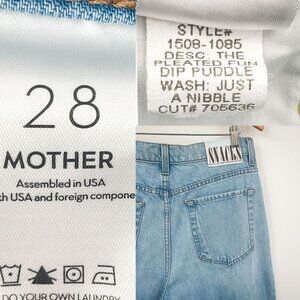 28
MOTHER
Assembled in USA
th USA and foreign compone
DO YOUR OWN LAUNDRY
STYLE#
1508-1085
DESC: THE
PLEATED FUN
DIP PUDDLE
WASH: JUST
A NIBBLE
CUT# 705636
SNACKS